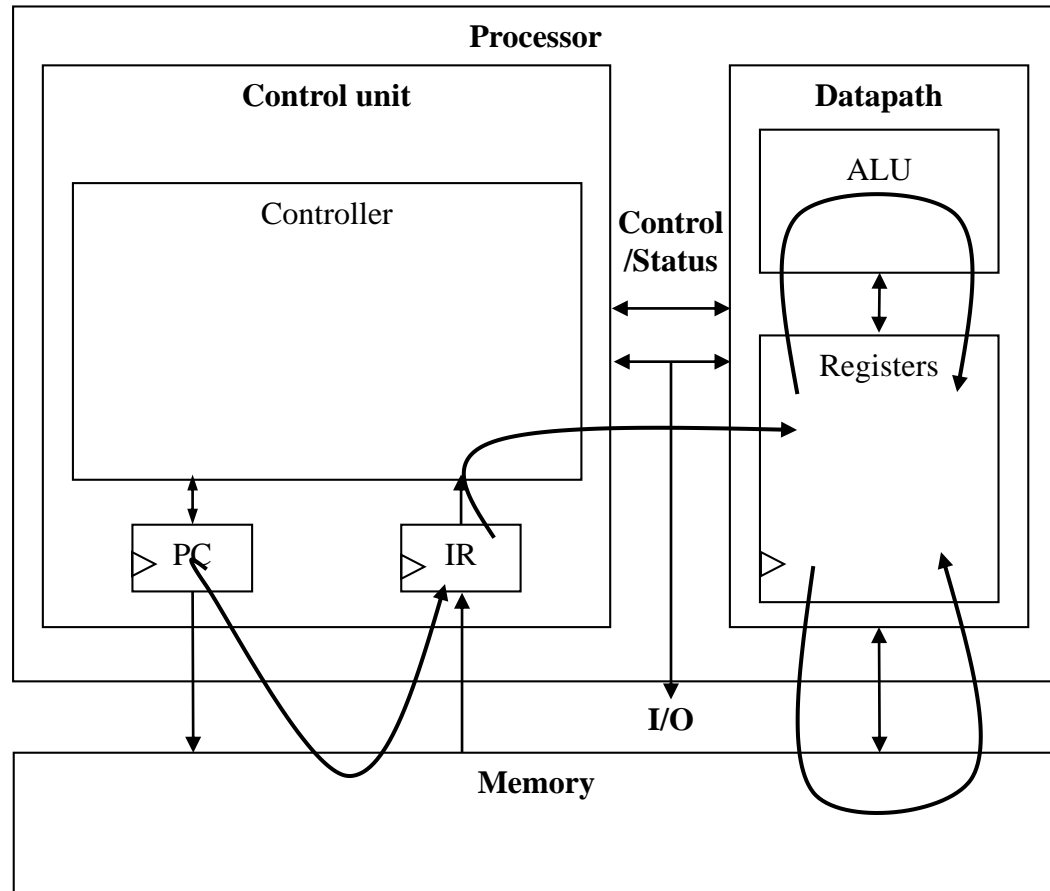 Processor
Control unit
Datapath
ALU
Controller
Control
/Status
Registers
PC
IR
I/O
Memory